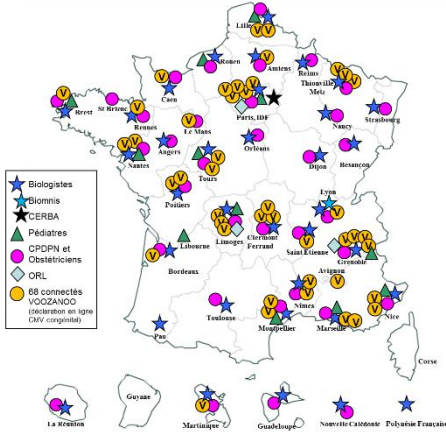 Lille
Rouen
Amiens
Reims
Thionville
Metz
Caen
St Brieuc
Brest
Rennes
Le Mans
Paris, IDF
Nancy
Strasbourg
Nantes
Angers
Orléans
Tours
Dijon
Besançon
Poitiers
Biologistes
Biomnis
CERBA
Pédiatres
CPDPN et
Obstétriciens
ORL
68 connectés
VOOZANOO
(déclaration en ligne
CMV congénital)
Lyon
Limoges
Clermont
Ferrand
Saint Etienne
Grenoble
Libourne
Bordeaux
Avignon
Nîmes
Toulouse
Montpellier
Marseille
Nice
Pau
Corse
Guyane
La Réunion
Martinique
Guadeloupe
Nouvelle Calédonie
Polynésie Française